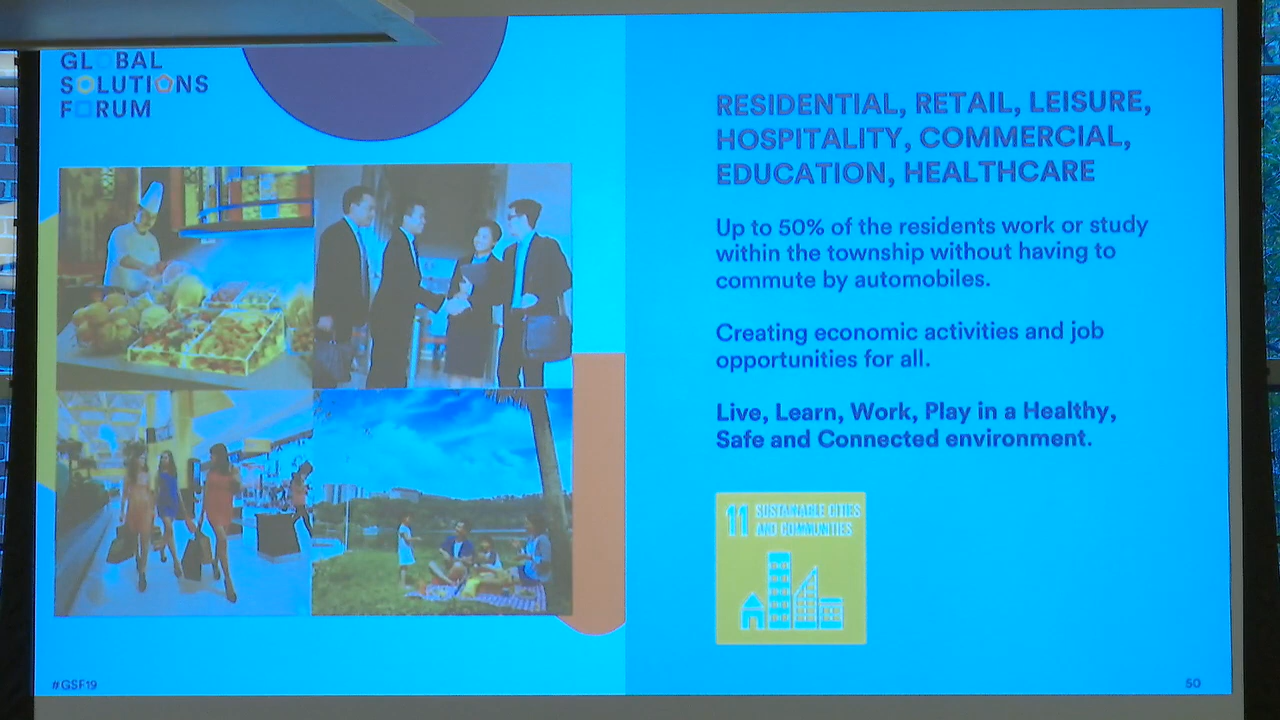 GLOBAL
SOLUTIONS
FORUM
RESIDENTIAL, RETAIL, LEISURE,
HOSPITALITY, COMMERCIAL,
EDUCATION, HEALTHCARE
Up to 50% of the residents work or study
within the township without having to
commute by automobiles.
Creating economic activities and job
opportunities for all.
Live, Learn, Work, Play in a Healthy,
Safe and Connected environment.
11 SUSTAINABLE CITIES
AND COMMUNITIES
#GSF19
50